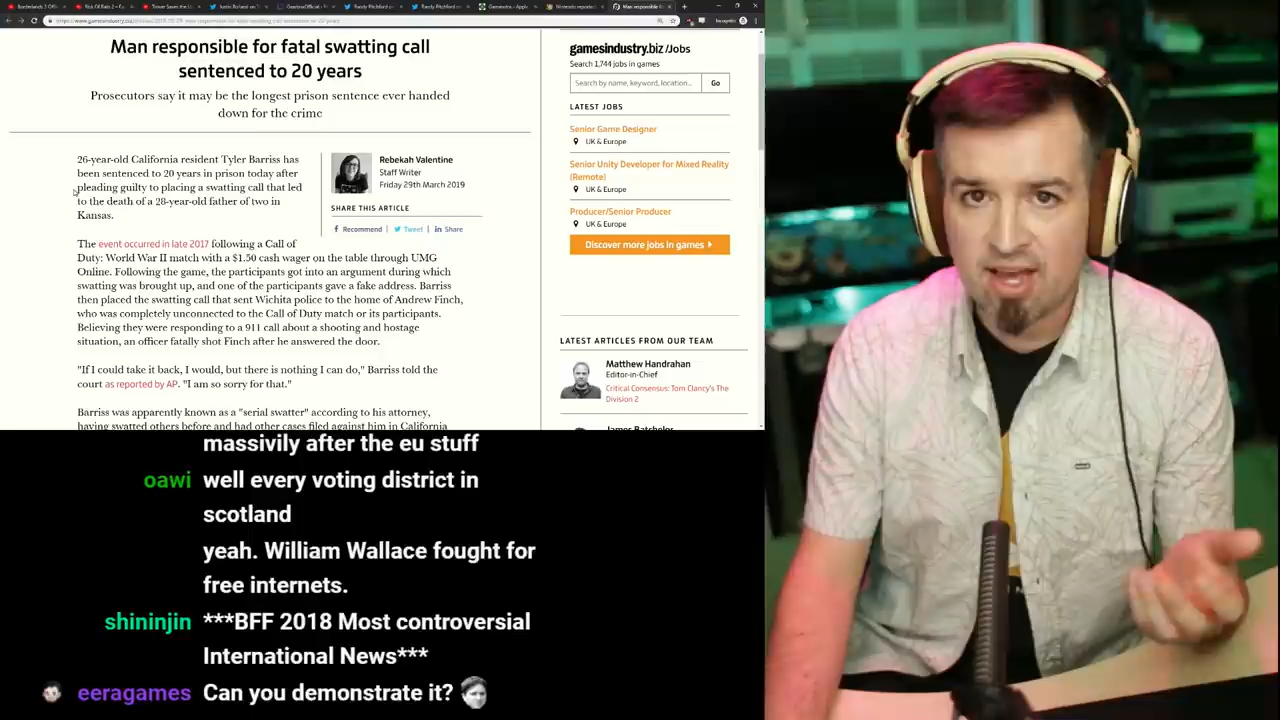 Man responsible for fatal swatting call
sentenced to 20 years
Prosecutors say it may be the longest prison sentence ever handed
down for the crime
26-year-old California resident Tyler Barriss has
been sentenced to 20 years in prison today after
pleading guilty to placing a swatting call that led
to the death of a 28-year-old father of two in
Kansas.
Rebekah Valentine
Staff Writer
Friday 29th March 2019
SHARE THIS ARTICLE
Recommend Tweet Share
The event occurred in late 2017 following a Call of
Duty: World War II match with a $1.50 cash wager on the table through UMG
Online. Following the game, the participants got into an argument during which
swatting was brought up, and one of the participants gave a fake address. Barriss
then placed the swatting call that sent Wichita police to the home of Andrew Finch,
who was completely unconnected to the Call of Duty match or its participants.
Believing they were responding to a 911 call about a shooting and hostage
situation, an officer fatally shot Finch after he answered the door.
"If I could take it back, I would, but there is nothing I can do," Barriss told the
court as reported by AP. "I am so sorry for that."
Barriss was apparently known as a "serial swatter" according to his attorney,
having swatted others before and had other cases filed against him in California
gamesindustry.biz /Jobs
Search 1,744 jobs in games
Search by name, keyword, location... Go
LATEST JOBS
Senior Game Designer
UK & Europe
Senior Unity Developer for Mixed Reality
(Remote)
UK & Europe
Producer/Senior Producer
UK & Europe
Discover more jobs in games
LATEST ARTICLES FROM OUR TEAM
Matthew Handrahan
Editor-in-Chief
Critical Consensus: Tom Clancy's The
Division 2
James Batchelor
massivily after the eu stuff
oawi well every voting district in
scotland
yeah. William Wallace fought for
free internets.
shininjin ***BFF 2018 Most controversial
International News***
eeragames Can you demonstrate it?